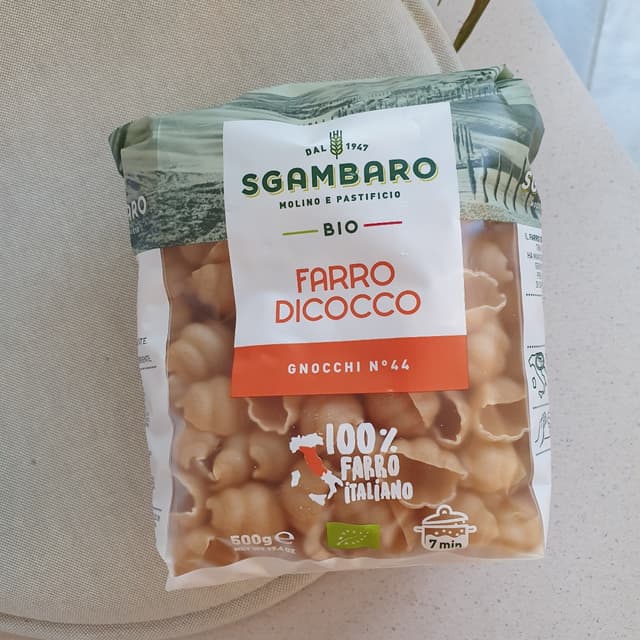 DAL 1947
SGAMBARO
MOLINO E PASTIFICIO
BIO
FARRO
DICOCCO
GNOCCHI N°44
100%
FARRO
iTALiANO
500g e
7 min